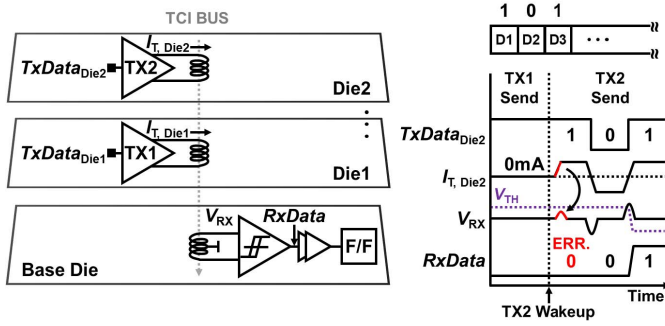 TCI BUS
I_T, Die2
TxData_Die2
TX2
Die2
I_T, Die1
TxData_Die1
TX1
Die1
V_RX
RxData
F/F
Base Die
1 0 1
D1 D2 D3 ···
TX1 Send
TX2 Send
TxData_Die2
1 0 1
0mA
I_T, Die2
V_TH
V_RX
ERR.
RxData
0 0 1
Time
TX2 Wakeup